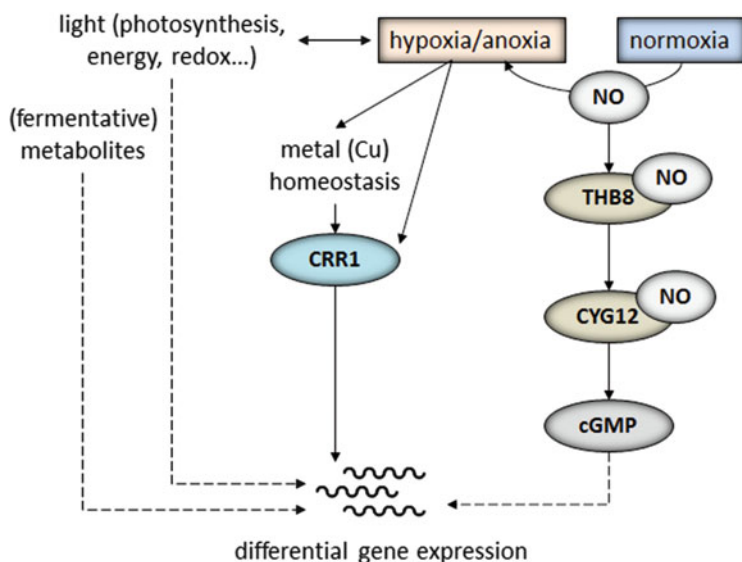 light (photosynthesis,
energy, redox...)
hypoxia/anoxia
normoxia
NO
(fermentative)
metabolites
metal (Cu)
homeostasis
THB8
NO
CRR1
CYG12
NO
cGMP
differential gene expression